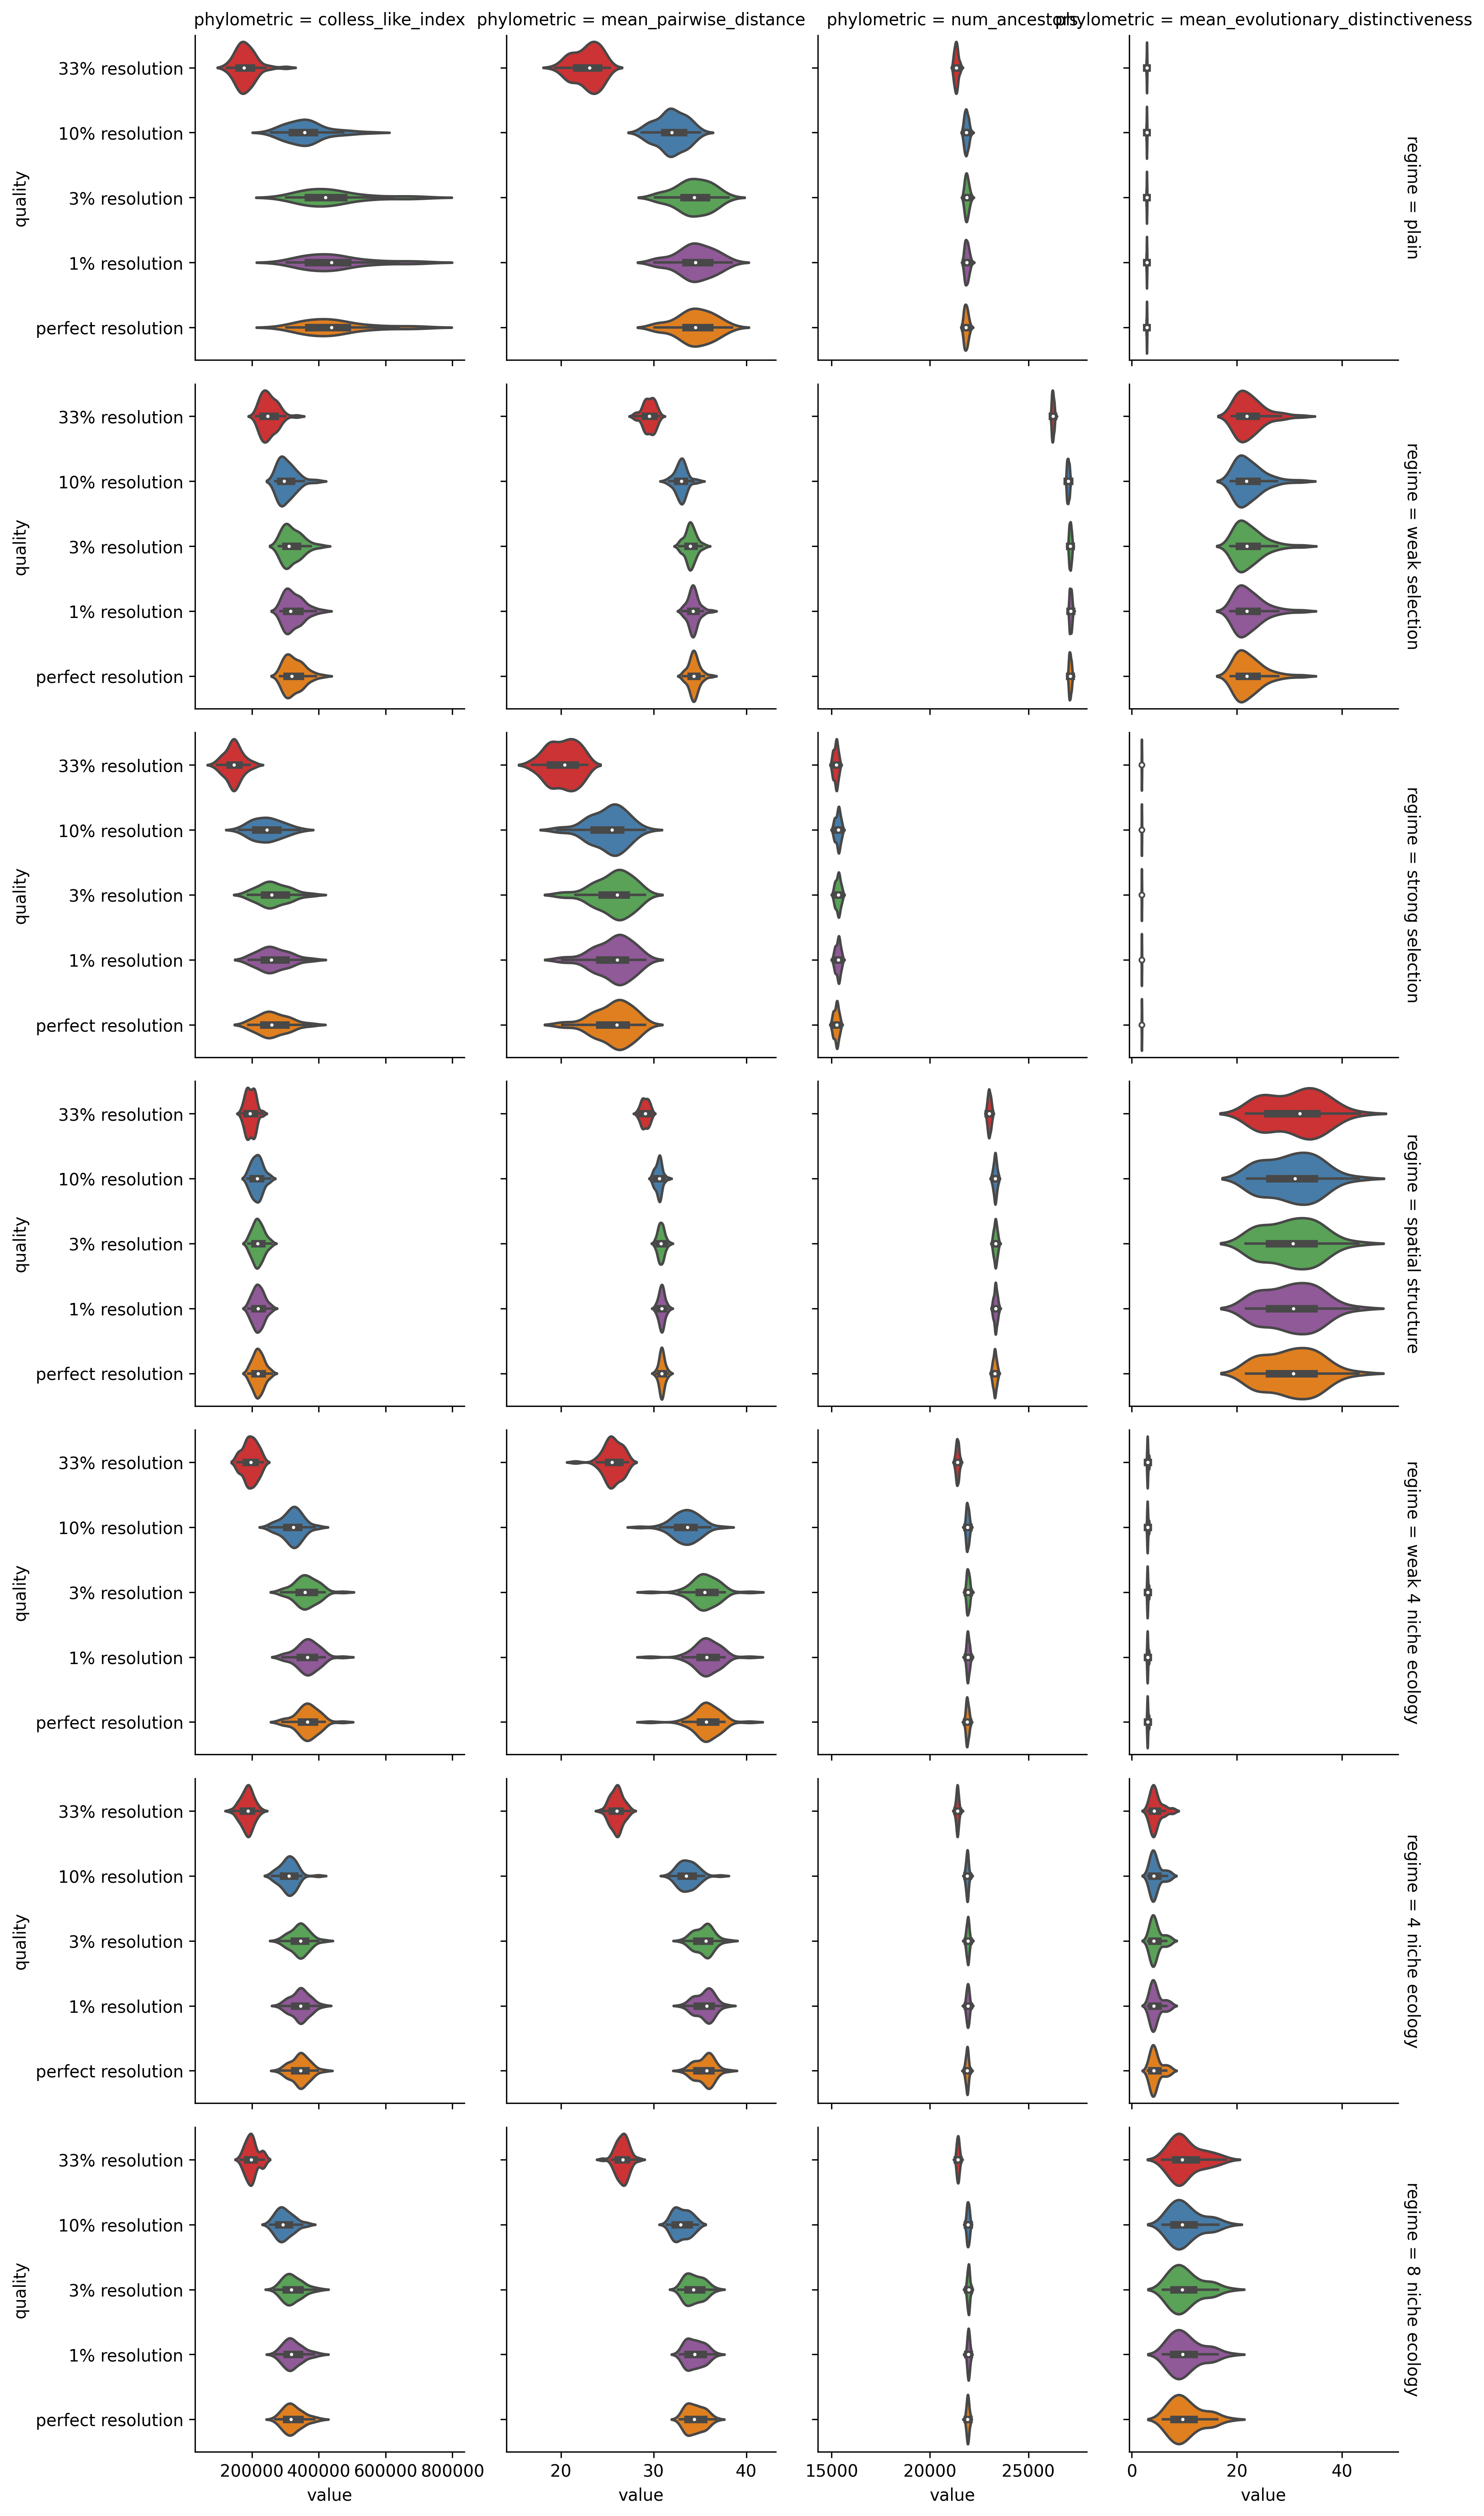 phylometric = colless_like_index
phylometric = mean_pairwise_distance
phylometric = num_ancestors
phylometric = mean_evolutionary_distinctiveness
quality
33% resolution
10% resolution
3% resolution
1% resolution
perfect resolution
regime = plain
quality
33% resolution
10% resolution
3% resolution
1% resolution
perfect resolution
regime = weak selection
quality
33% resolution
10% resolution
3% resolution
1% resolution
perfect resolution
regime = strong selection
quality
33% resolution
10% resolution
3% resolution
1% resolution
perfect resolution
regime = spatial structure
quality
33% resolution
10% resolution
3% resolution
1% resolution
perfect resolution
regime = weak 4 niche ecology
quality
33% resolution
10% resolution
3% resolution
1% resolution
perfect resolution
regime = 4 niche ecology
quality
33% resolution
10% resolution
3% resolution
1% resolution
perfect resolution
regime = 8 niche ecology
200000 400000 600000 800000
20 30 40
15000 20000 25000
0 20 40
value
value
value
value